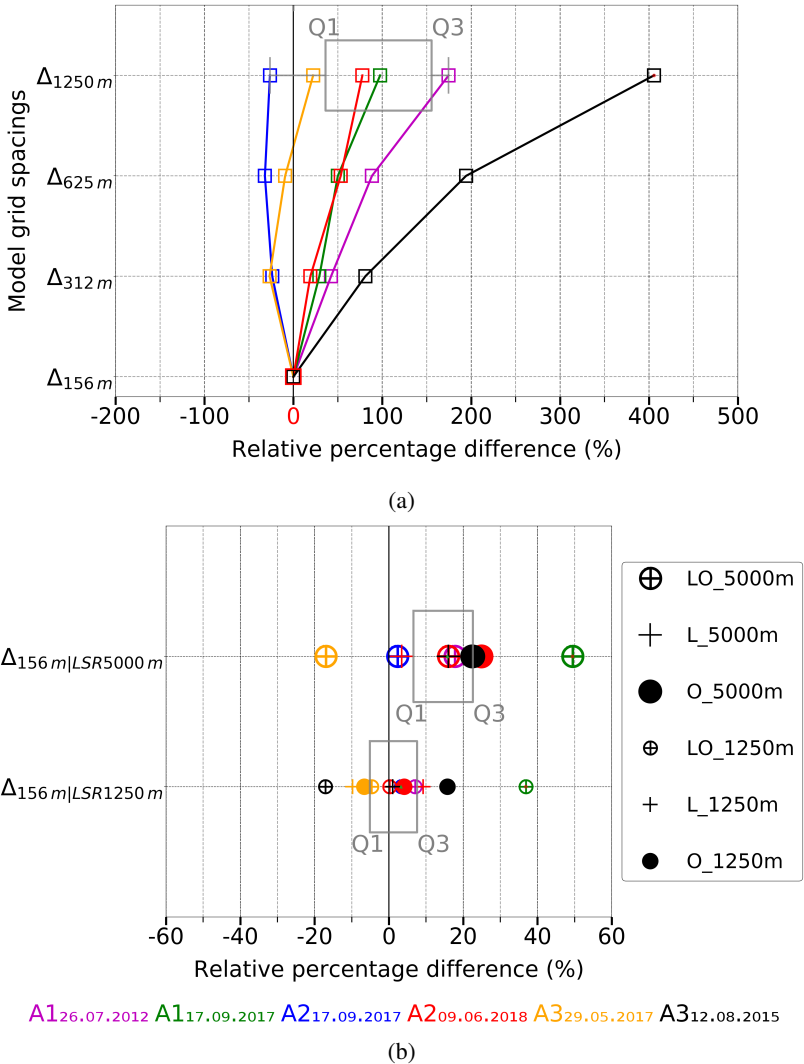 Q1 Q3
Model grid spacings
Δ1250 m
Δ625 m
Δ312 m
Δ156 m
-200 -100 0 100 200 300 400 500
Relative percentage difference (%)
(a)
Δ156 m|LSR5000 m
Q1 Q3
Δ156 m|LSR1250 m
Q1 Q3
LO_5000m
L_5000m
O_5000m
LO_1250m
L_1250m
O_1250m
-60 -40 -20 0 20 40 60
Relative percentage difference (%)
A126.07.2012 A117.09.2017 A217.09.2017 A209.06.2018 A329.05.2017 A312.08.2015
(b)